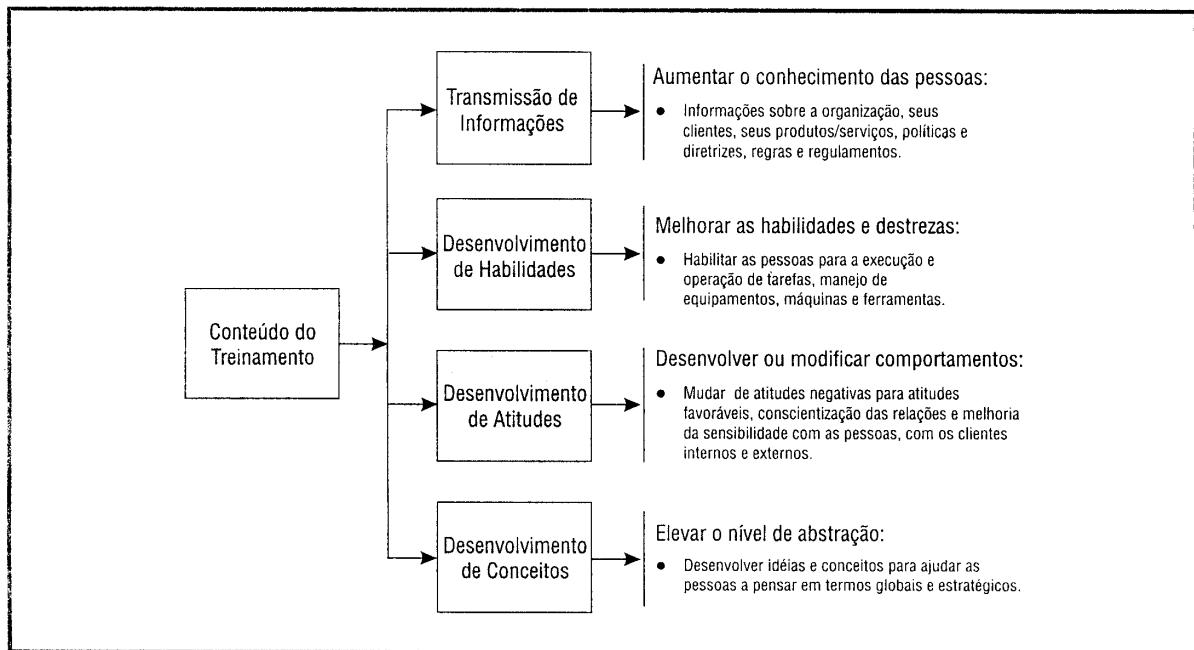 Transmissão de
Informações
Aumentar o conhecimento das pessoas:
• Informações sobre a organização, seus
clientes, seus produtos/serviços, políticas e
diretrizes, regras e regulamentos.
Desenvolvimento
de Habilidades
Melhorar as habilidades e destrezas:
• Habilitar as pessoas para a execução e
operação de tarefas, manejo de
equipamentos, máquinas e ferramentas.
Conteúdo do
Treinamento
Desenvolvimento
de Atitudes
Desenvolver ou modificar comportamentos:
• Mudar de atitudes negativas para atitudes
favoráveis, conscientização das relações e melhoria
da sensibilidade com as pessoas, com os clientes
internos e externos.
Desenvolvimento
de Conceitos
Elevar o nível de abstração:
• Desenvolver idéias e conceitos para ajudar as
pessoas a pensar em termos globais e estratégicos.